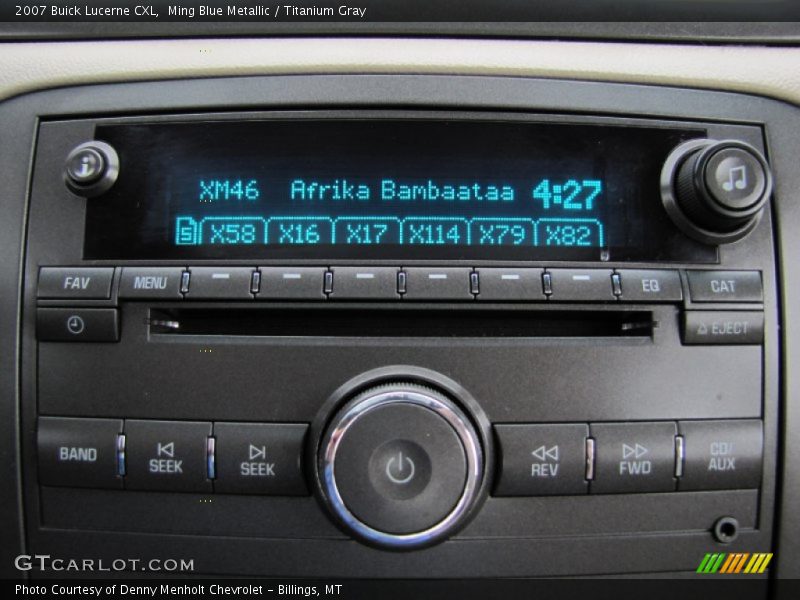 2007 Buick Lucerne CXL,  Ming Blue Metallic / Titanium Gray
i
XM46 Afrika Bambaataa 4:27
5 X58 X16 X17 X114 X79 X82
FAV MENU EQ CAT
EJECT
BAND SEEK SEEK REV FWD CD/AUX
GTCARLOT.COM
Photo Courtesy of Denny Menholt Chevrolet - Billings, MT